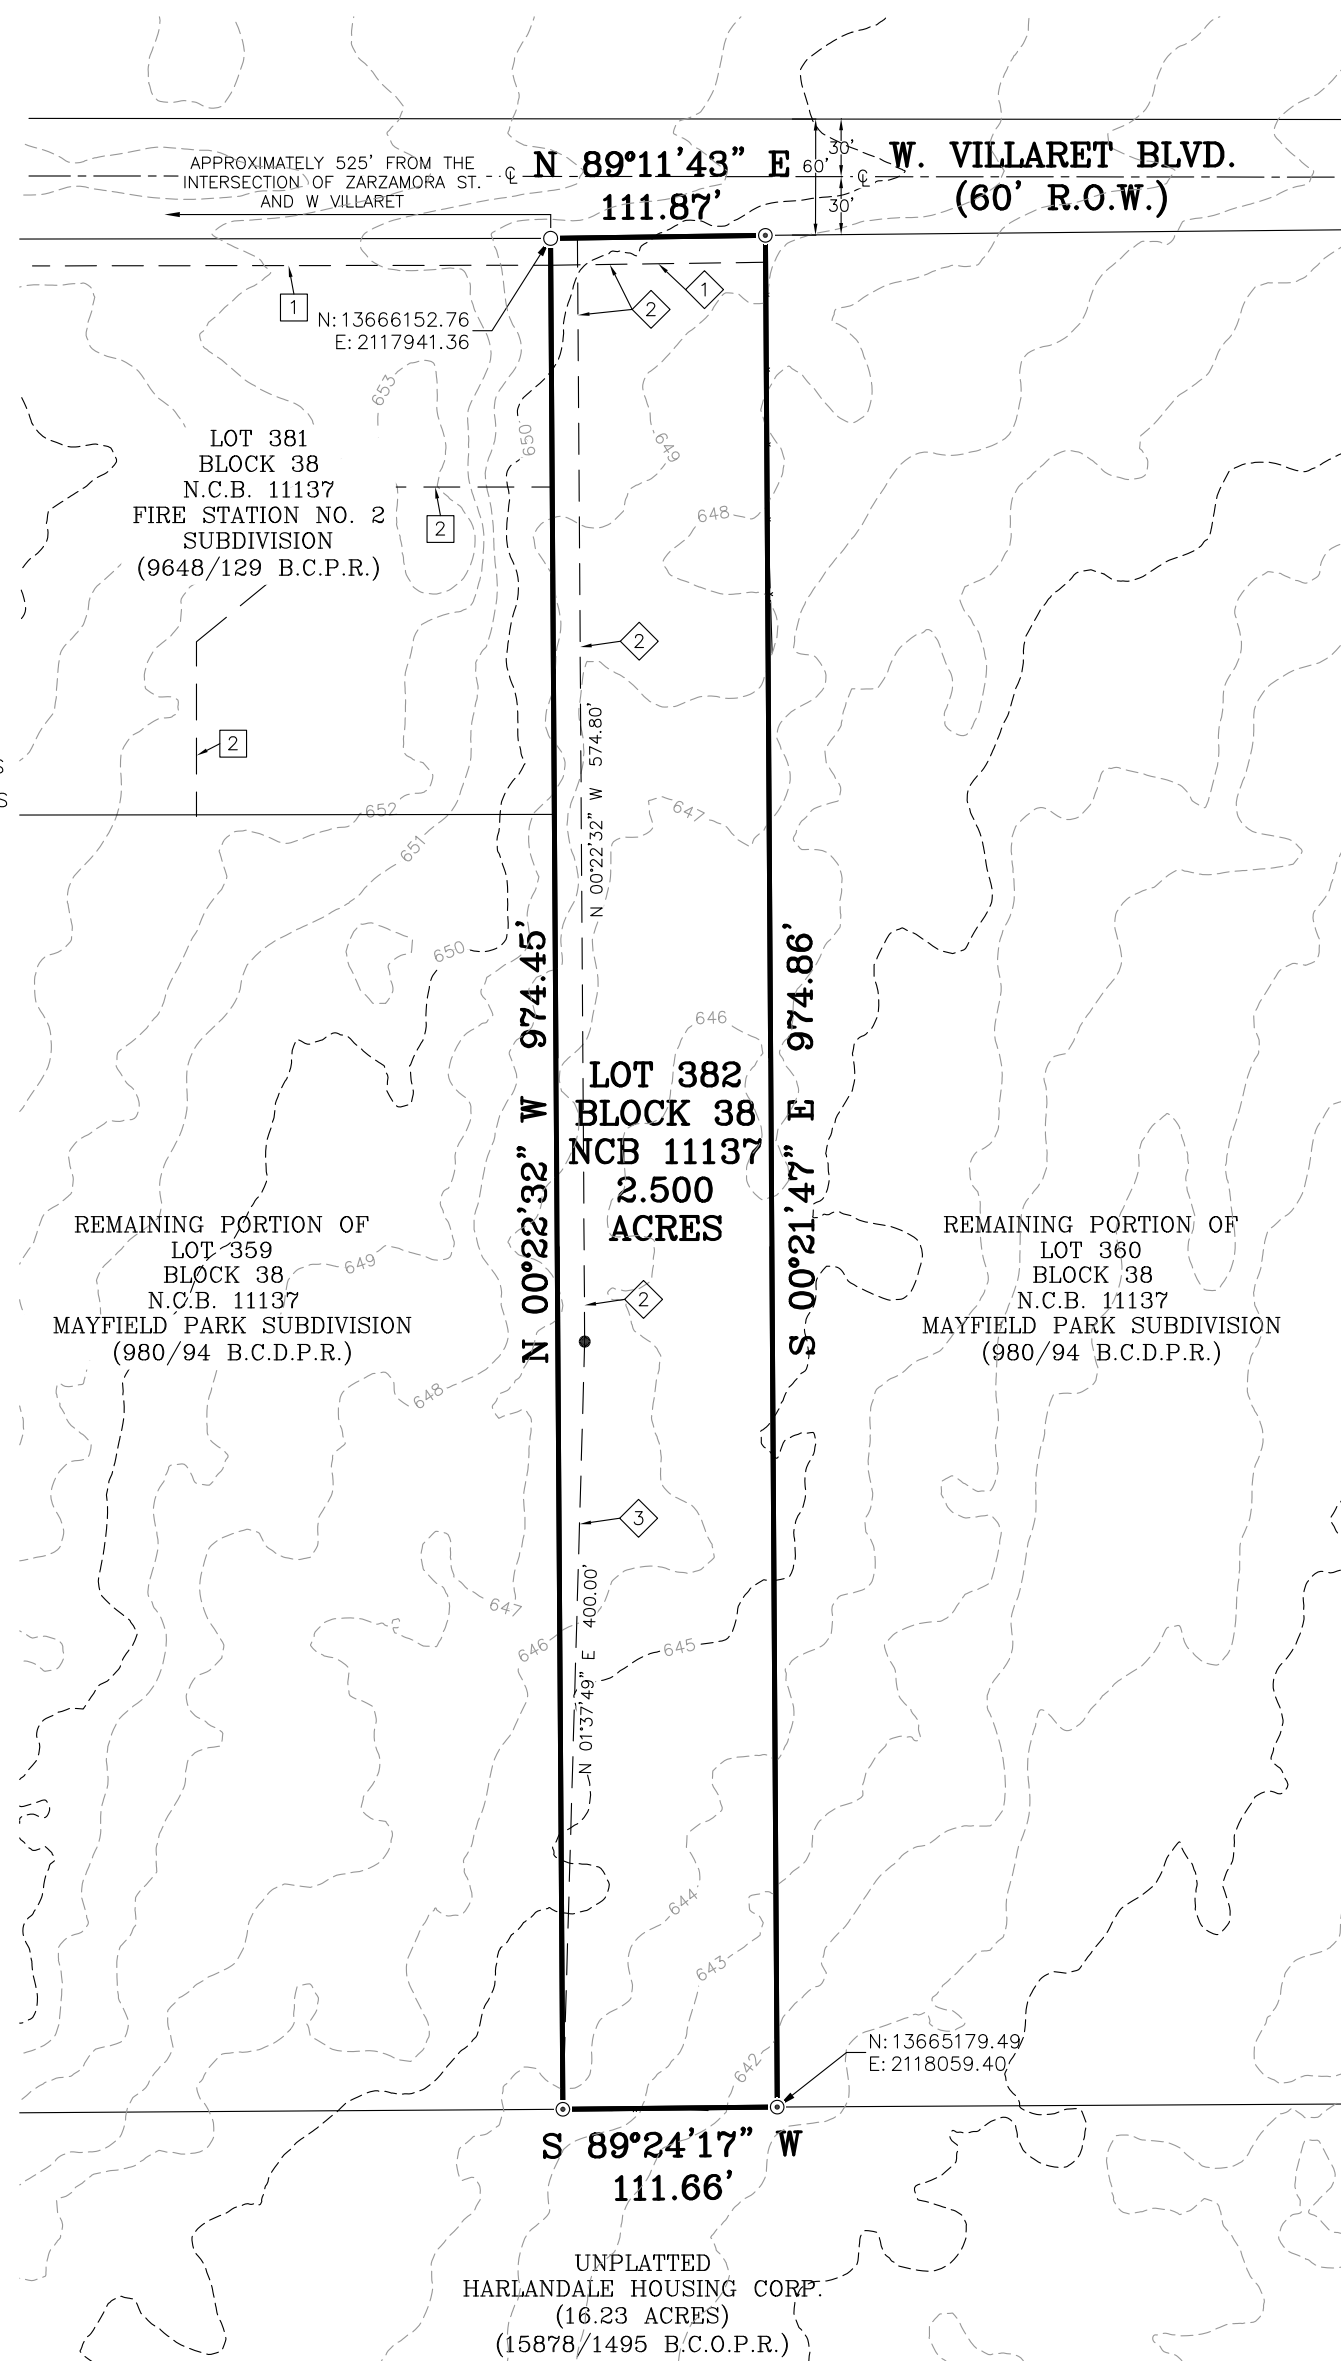 APPROXIMATELY 525' FROM THE
INTERSECTION OF ZARZAMORA ST.
AND W VILLARET
℄
N 89°11'43" E
111.87'
60'
30'
30'
℄
W. VILLARET BLVD.
(60' R.O.W.)
1
2
1
N:13666152.76
E:2117941.36
653
650
649
648
LOT 381
BLOCK 38
N.C.B. 11137
FIRE STATION NO. 2
SUBDIVISION
(9648/129 B.C.P.R.)
2
2
2
S
S
652
651
650
647
646
N 00°22'32" W 574.80'
N 00°22'32" W 974.45'
S 00°21'47" E 974.86'
LOT 382
BLOCK 38
NCB 11137
2.500
ACRES
REMAINING PORTION OF
LOT 359
BLOCK 38
N.C.B. 11137
MAYFIELD PARK SUBDIVISION
(980/94 B.C.D.P.R.)
649
648
2
REMAINING PORTION OF
LOT 360
BLOCK 38
N.C.B. 11137
MAYFIELD PARK SUBDIVISION
(980/94 B.C.D.P.R.)
3
N 01°37'49" E 400.00'
647
646
645
644
643
642
N:13665179.49
E:2118059.40
S 89°24'17" W
111.66'
UNPLATTED
HARLANDALE HOUSING CORP.
(16.23 ACRES)
(15878/1495 B.C.O.P.R.)